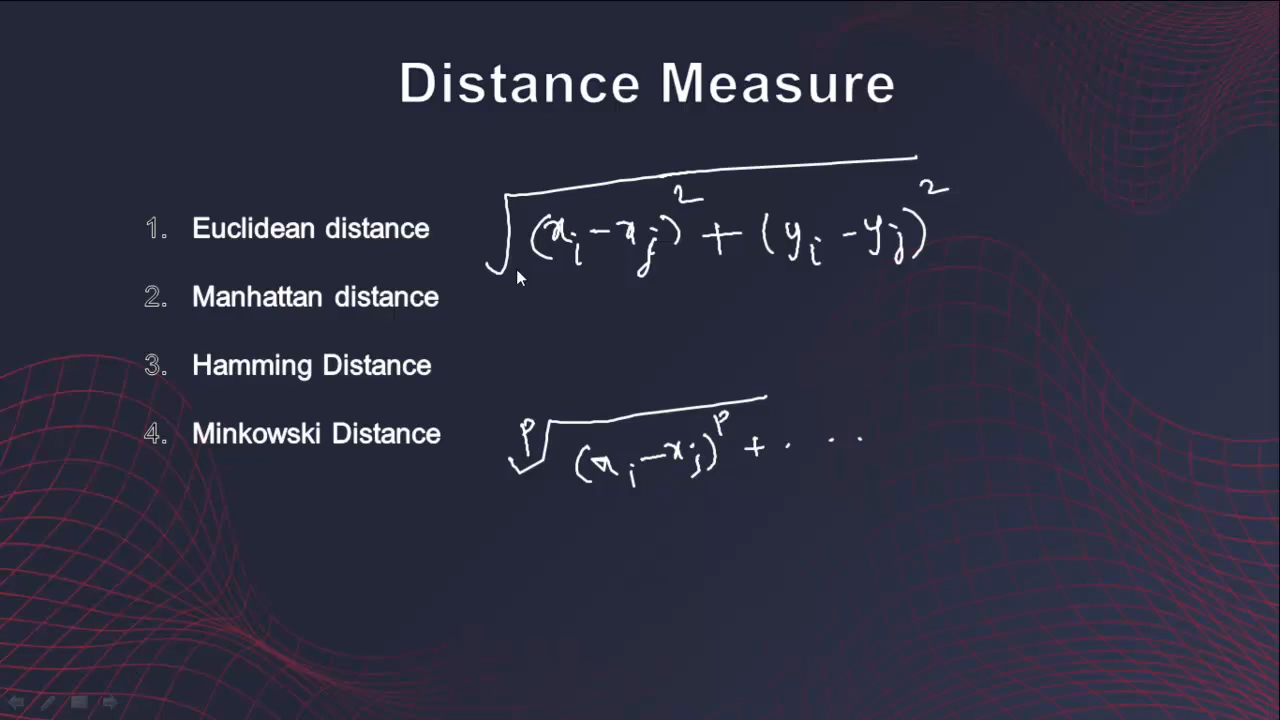 Distance Measure
1. Euclidean distance √((xᵢ − xⱼ)² + (yᵢ − yⱼ)²)
2. Manhattan distance
3. Hamming Distance
4. Minkowski Distance ᵖ√((xᵢ − xⱼ)ᵖ + . . .